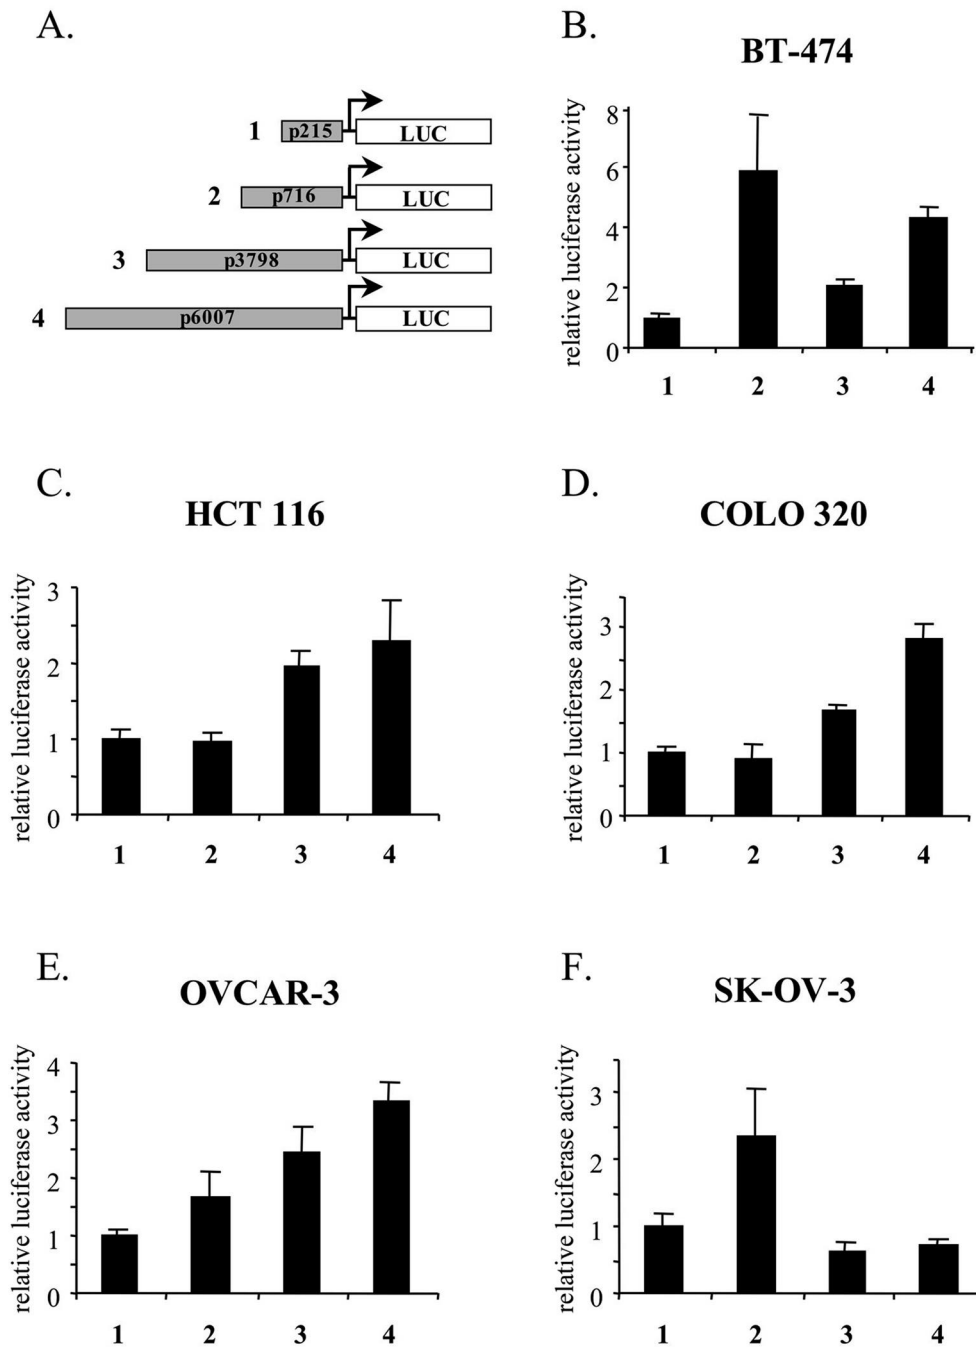 A.
1 p215 LUC
2 p716 LUC
3 p3798 LUC
4 p6007 LUC
B.
BT-474
relative luciferase activity
8
6
4
2
0
1 2 3 4
C.
HCT 116
relative luciferase activity
3
2
1
0
1 2 3 4
D.
COLO 320
relative luciferase activity
3
2
1
0
1 2 3 4
E.
OVCAR-3
relative luciferase activity
4
3
2
1
0
1 2 3 4
F.
SK-OV-3
relative luciferase activity
3
2
1
0
1 2 3 4